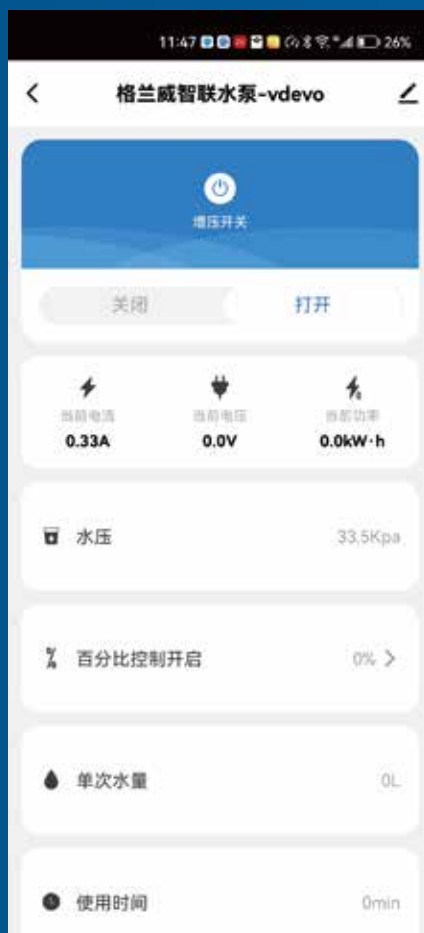 11:47
26%
格兰威智联水泵-vdevo
增压开关
关闭
打开
当前电流
当前电压
当前功率
0.33A
0.0V
0.0kW·h
水压
33.5Kpa
百分比控制开启
0%
单次水量
0L
使用时间
0min